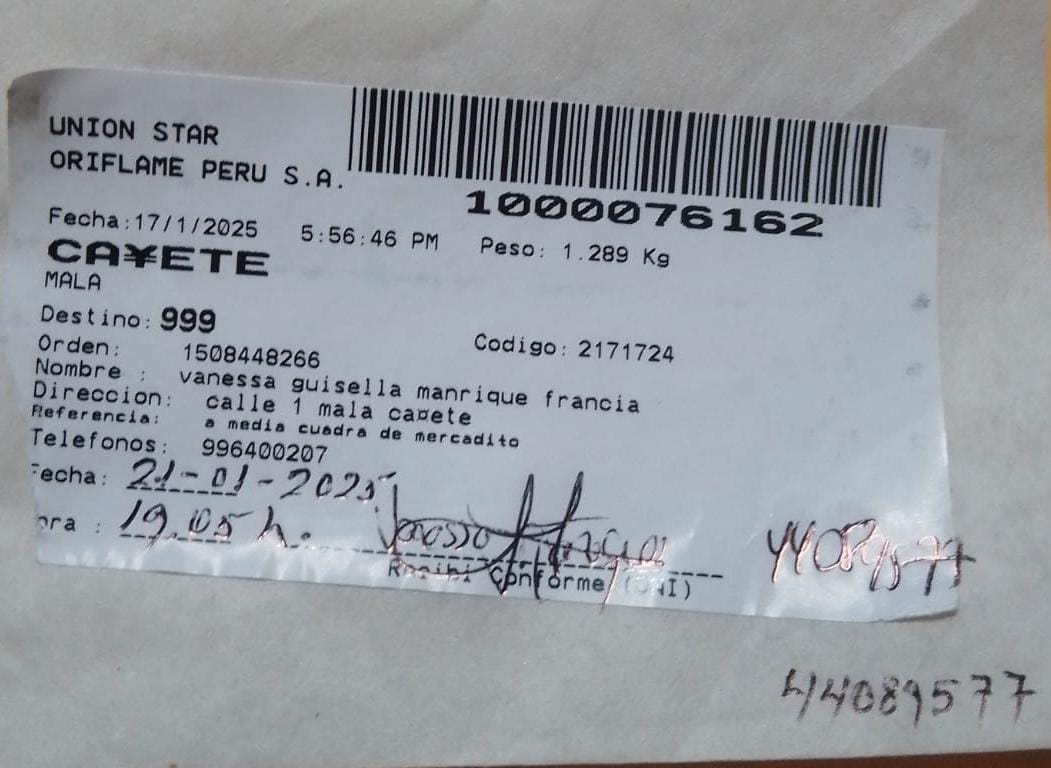 UNION STAR
ORIFLAME PERU S.A.
1000076162
Fecha:17/1/2025 5:56:46 PM Peso: 1.289 Kg
CA¥ETE
MALA
Destino: 999
Orden: 1508448266 Codigo: 2171724
Nombre : vanessa guisella manrique francia
Direccion: calle 1 mala ca¤ete
Referencia: a media cuadra de mercadito
Telefonos: 996400207
Fecha: 21-01-2025
ora : 19.05 h.
44089577
Recibi Conforme (DNI)
44089577